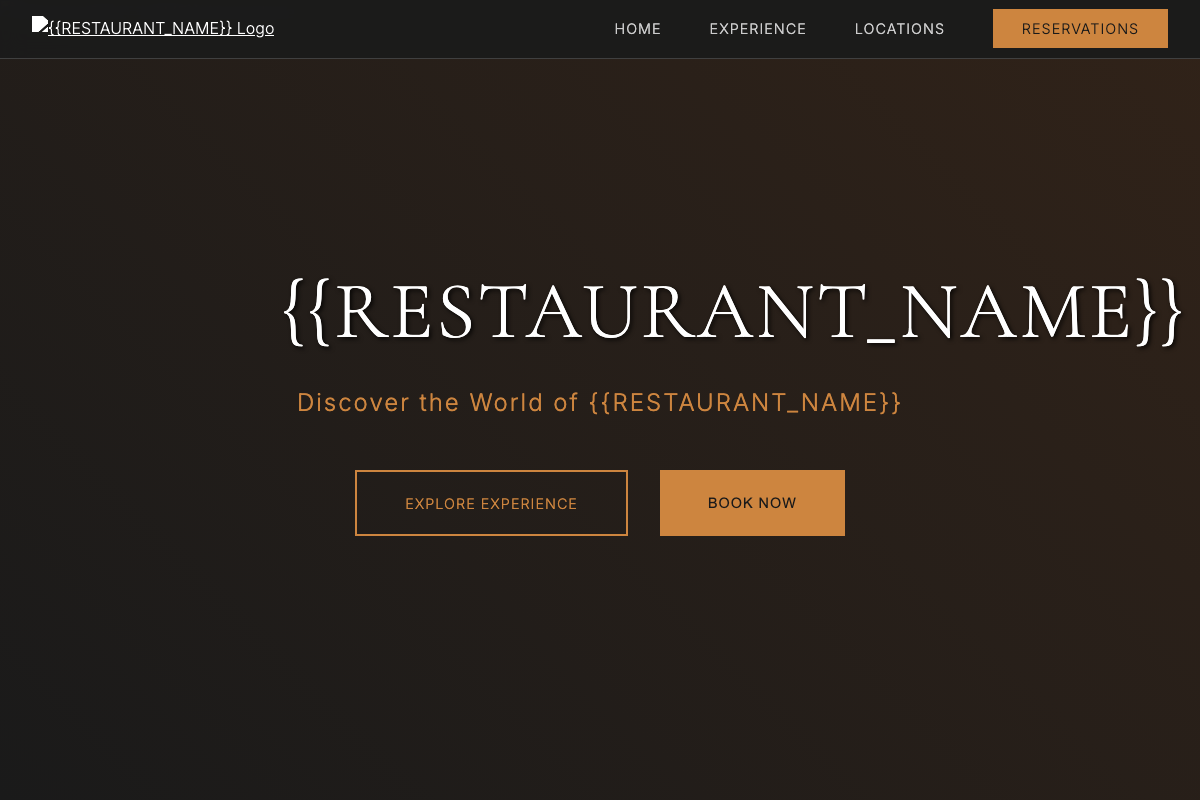 {{RESTAURANT_NAME}} Logo
HOME
EXPERIENCE
LOCATIONS
RESERVATIONS
{{RESTAURANT_NAME}}
Discover the World of {{RESTAURANT_NAME}}
EXPLORE EXPERIENCE
BOOK NOW